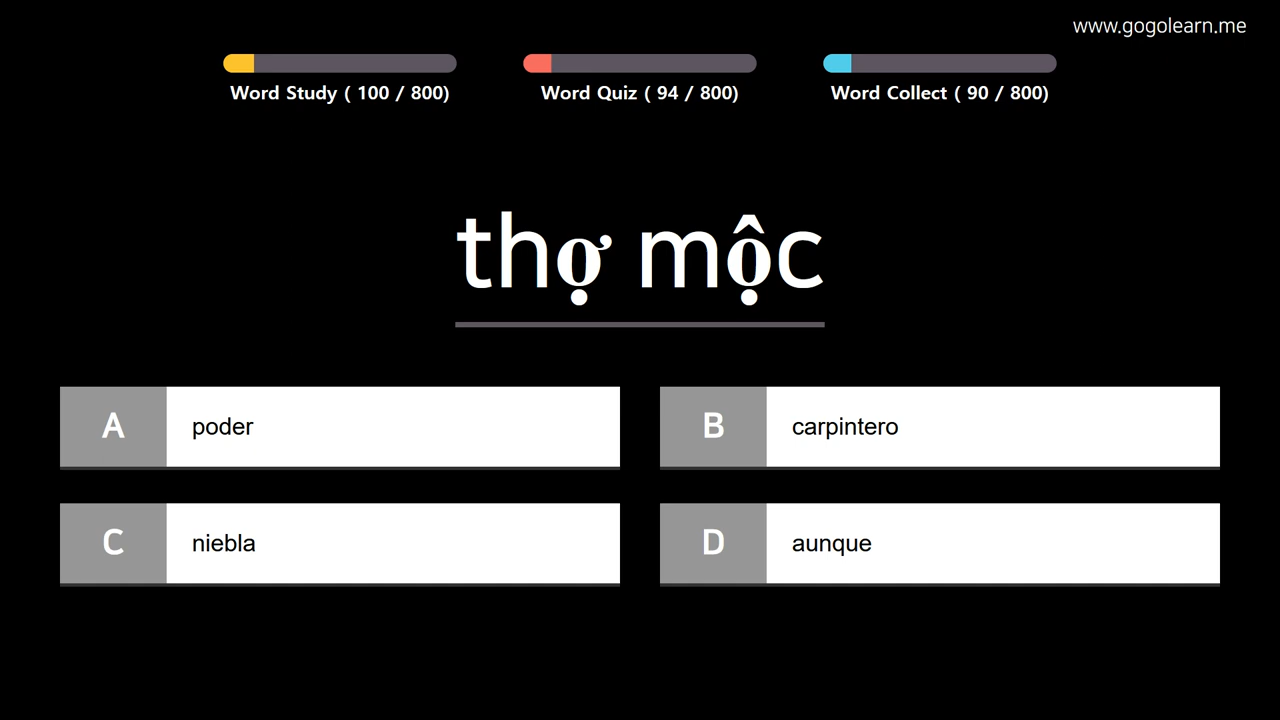 www.gogolearn.me
Word Study ( 100 / 800)
Word Quiz ( 94 / 800)
Word Collect ( 90 / 800)
thợ mộc
A poder
B carpintero
C niebla
D aunque